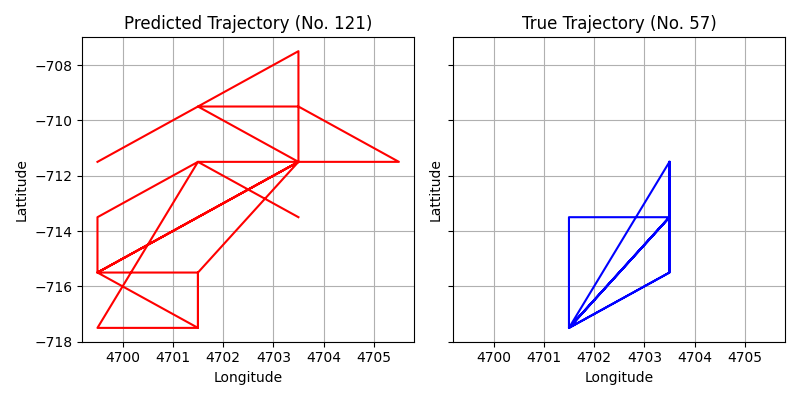 Predicted Trajectory (No. 121)
True Trajectory (No. 57)
−708
−710
−712
−714
−716
−718
Lattitude
Lattitude
4700 4701 4702 4703 4704 4705
4700 4701 4702 4703 4704 4705
Longitude
Longitude